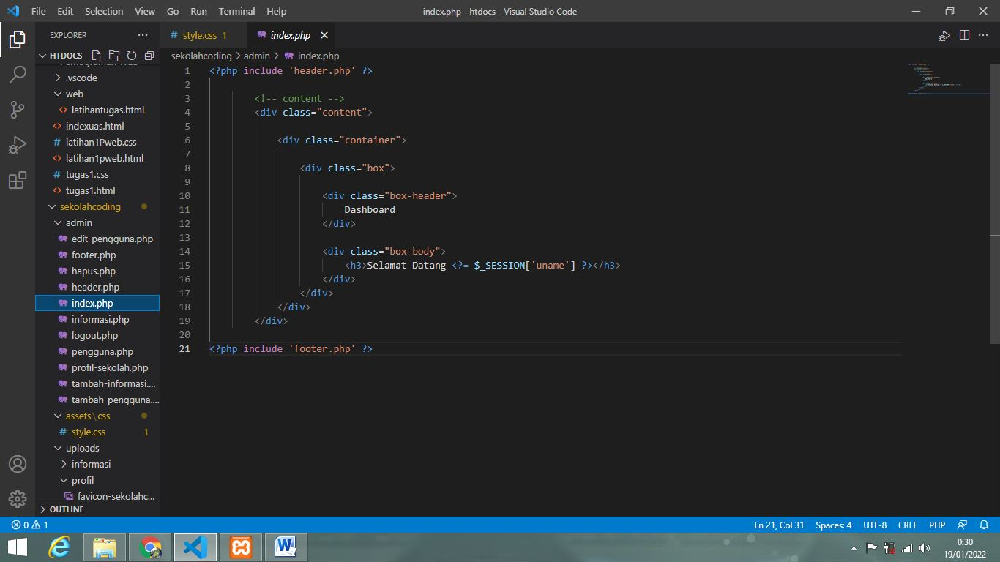 File Edit Selection View Go Run Terminal Help
index.php - htdocs - Visual Studio Code
EXPLORER
HTDOCS
.vscode
web
latihantugas.html
indexuas.html
latihan1Pweb.css
latihan1pweb.html
tugas1.css
tugas1.html
sekolahcoding
admin
edit-pengguna.php
footer.php
hapus.php
header.php
index.php
informasi.php
logout.php
pengguna.php
profil-sekolah.php
tambah-informasi....
tambah-pengguna....
assets\css
style.css 1
uploads
informasi
profil
favicon-sekolahc...
OUTLINE
style.css 1
index.php
sekolahcoding > admin > index.php
1 <?php include 'header.php' ?>
2
3 <!-- content -->
4 <div class="content">
5
6 <div class="container">
7
8 <div class="box">
9
10 <div class="box-header">
11 Dashboard
12 </div>
13
14 <div class="box-body">
15 <h3>Selamat Datang <?= $_SESSION['uname'] ?></h3>
16 </div>
17 </div>
18 </div>
19 </div>
20
21 <?php include 'footer.php' ?>
0 1
Ln 21, Col 31 Spaces: 4 UTF-8 CRLF PHP
0:30
19/01/2022